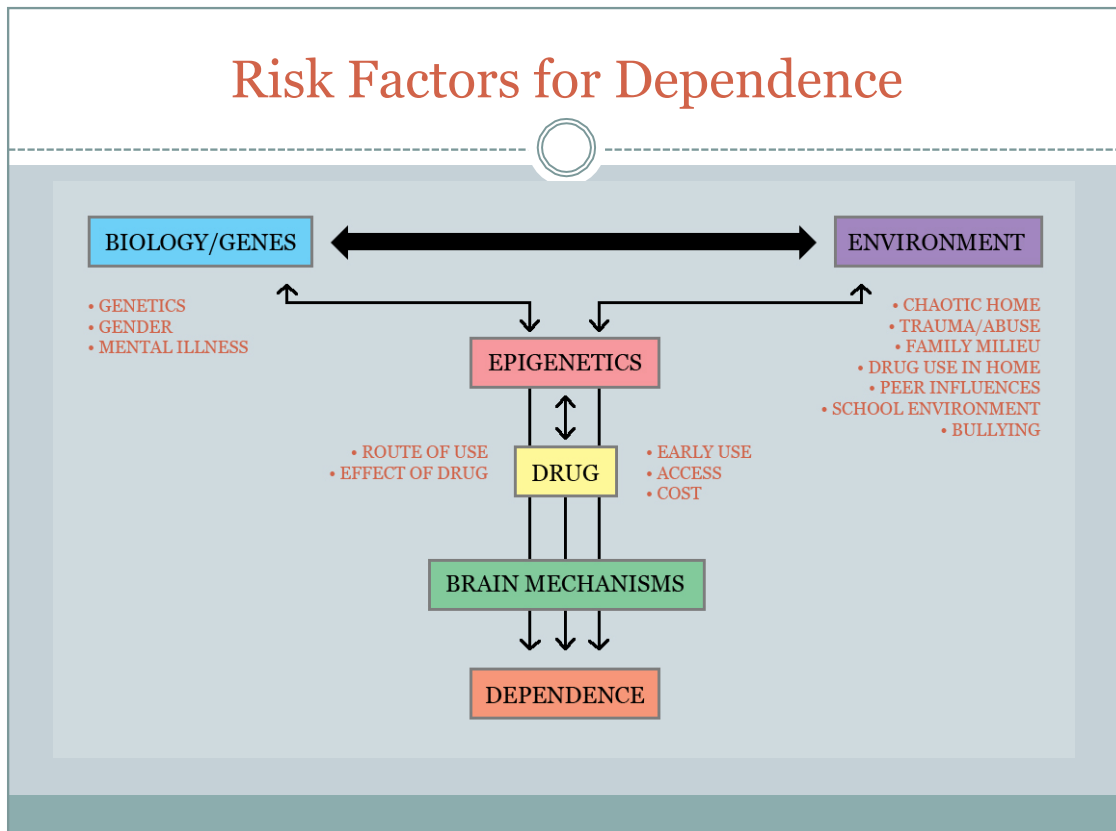 Risk Factors for Dependence
BIOLOGY/GENES
ENVIRONMENT
• GENETICS
• GENDER
• MENTAL ILLNESS
• CHAOTIC HOME
• TRAUMA/ABUSE
• FAMILY MILIEU
• DRUG USE IN HOME
• PEER INFLUENCES
• SCHOOL ENVIRONMENT
• BULLYING
EPIGENETICS
• ROUTE OF USE
• EFFECT OF DRUG
DRUG
• EARLY USE
• ACCESS
• COST
BRAIN MECHANISMS
DEPENDENCE